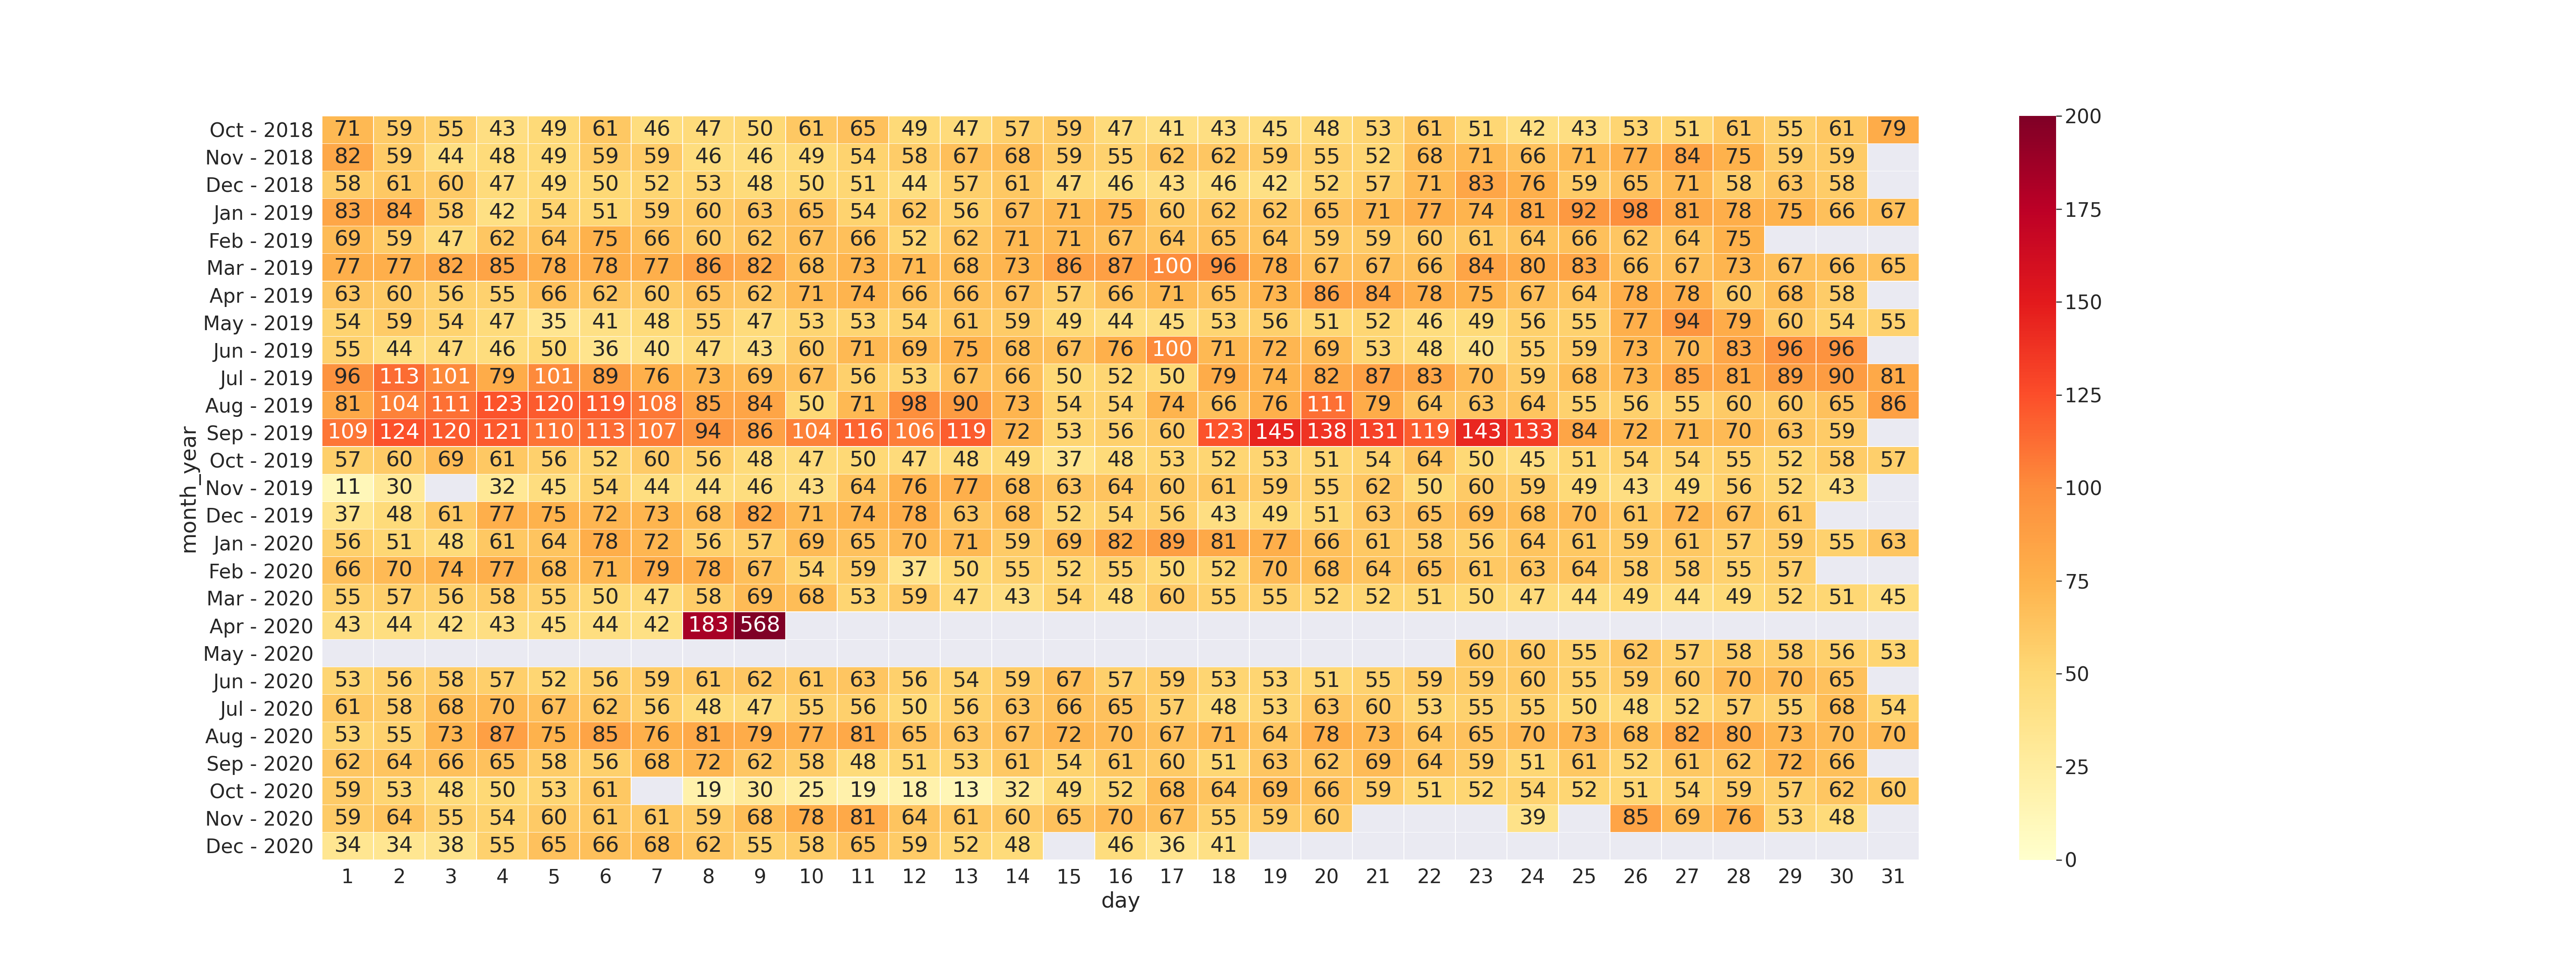 Oct - 2018 71 59 55 43 49 61 46 47 50 61 65 49 47 57 59 47 41 43 45 48 53 61 51 42 43 53 51 61 55 61 79
Nov - 2018 82 59 44 48 49 59 59 46 46 49 54 58 67 68 59 55 62 62 59 55 52 68 71 66 71 77 84 75 59 59
Dec - 2018 58 61 60 47 49 50 52 53 48 50 51 44 57 61 47 46 43 46 42 52 57 71 83 76 59 65 71 58 63 58
Jan - 2019 83 84 58 42 54 51 59 60 63 65 54 62 56 67 71 75 60 62 62 65 71 77 74 81 92 98 81 78 75 66 67
Feb - 2019 69 59 47 62 64 75 66 60 62 67 66 52 62 71 71 67 64 65 64 59 59 60 61 64 66 62 64 75
Mar - 2019 77 77 82 85 78 78 77 86 82 68 73 71 68 73 86 87 100 96 78 67 67 66 84 80 83 66 67 73 67 66 65
Apr - 2019 63 60 56 55 66 62 60 65 62 71 74 66 66 67 57 66 71 65 73 86 84 78 75 67 64 78 78 60 68 58
May - 2019 54 59 54 47 35 41 48 55 47 53 53 54 61 59 49 44 45 53 56 51 52 46 49 56 55 77 94 79 60 54 55
Jun - 2019 55 44 47 46 50 36 40 47 43 60 71 69 75 68 67 76 100 71 72 69 53 48 40 55 59 73 70 83 96 96
Jul - 2019 96 113 101 79 101 89 76 73 69 67 56 53 67 66 50 52 50 79 74 82 87 83 70 59 68 73 85 81 89 90 81
Aug - 2019 81 104 111 123 120 119 108 85 84 50 71 98 90 73 54 54 74 66 76 111 79 64 63 64 55 56 55 60 60 65 86
Sep - 2019 109 124 120 121 110 113 107 94 86 104 116 106 119 72 53 56 60 123 145 138 131 119 143 133 84 72 71 70 63 59
Oct - 2019 57 60 69 61 56 52 60 56 48 47 50 47 48 49 37 48 53 52 53 51 54 64 50 45 51 54 54 55 52 58 57
Nov - 2019 11 30 32 45 54 44 44 46 43 64 76 77 68 63 64 60 61 59 55 62 50 60 59 49 43 49 56 52 43
Dec - 2019 37 48 61 77 75 72 73 68 82 71 74 78 63 68 52 54 56 43 49 51 63 65 69 68 70 61 72 67 61
Jan - 2020 56 51 48 61 64 78 72 56 57 69 65 70 71 59 69 82 89 81 77 66 61 58 56 64 61 59 61 57 59 55 63
Feb - 2020 66 70 74 77 68 71 79 78 67 54 59 37 50 55 52 55 50 52 70 68 64 65 61 63 64 58 58 55 57
Mar - 2020 55 57 56 58 55 50 47 58 69 68 53 59 47 43 54 48 60 55 55 52 52 51 50 47 44 49 44 49 52 51 45
Apr - 2020 43 44 42 43 45 44 42 183 568
May - 2020 60 60 55 62 57 58 58 56 53
Jun - 2020 53 56 58 57 52 56 59 61 62 61 63 56 54 59 67 57 59 53 53 51 55 59 59 60 55 59 60 70 70 65
Jul - 2020 61 58 68 70 67 62 56 48 47 55 56 50 56 63 66 65 57 48 53 63 60 53 55 55 50 48 52 57 55 68 54
Aug - 2020 53 55 73 87 75 85 76 81 79 77 81 65 63 67 72 70 67 71 64 78 73 64 65 70 73 68 82 80 73 70 70
Sep - 2020 62 64 66 65 58 56 68 72 62 58 48 51 53 61 54 61 60 51 63 62 69 64 59 51 61 52 61 62 72 66
Oct - 2020 59 53 48 50 53 61 19 30 25 19 18 13 32 49 52 68 64 69 66 59 51 52 54 52 51 54 59 57 62 60
Nov - 2020 59 64 55 54 60 61 61 59 68 78 81 64 61 60 65 70 67 55 59 60 39 85 69 76 53 48
Dec - 2020 34 34 38 55 65 66 68 62 55 58 65 59 52 48 46 36 41
1 2 3 4 5 6 7 8 9 10 11 12 13 14 15 16 17 18 19 20 21 22 23 24 25 26 27 28 29 30 31
day
month_year
200
175
150
125
100
75
50
25
0